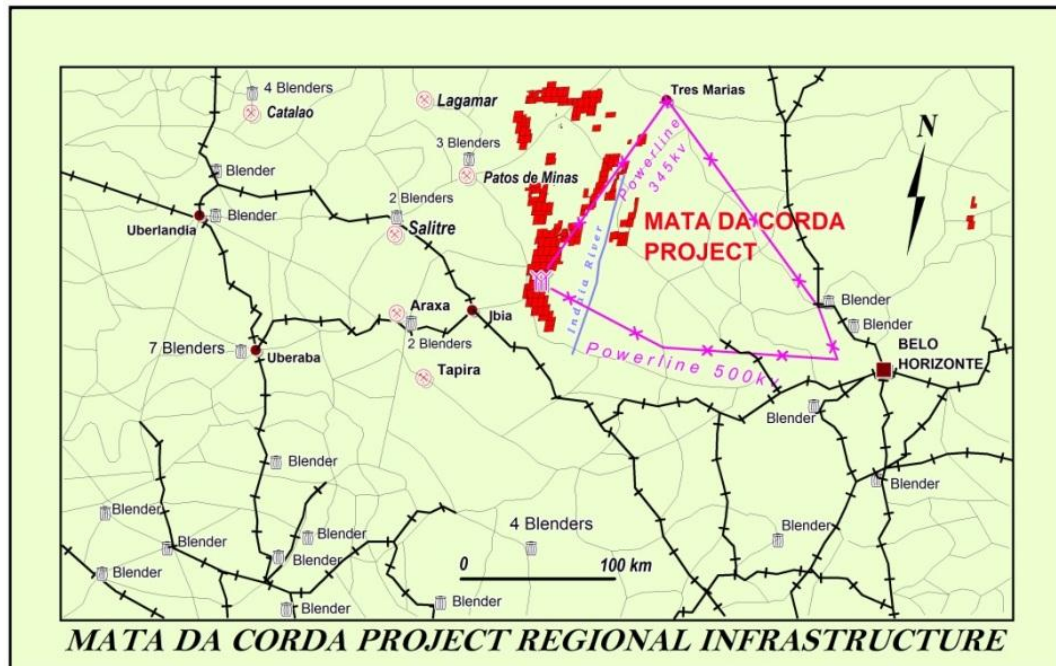 4 Blenders
Catalao
Lagamar
Tres Marias
N
3 Blenders
Patos de Minas
Powerline
345kv
Blender
2 Blenders
Salitre
Blender
Uberlandia
MATA DA CORDA
PROJECT
India River
Araxa
Ibia
Blender
Blender
2 Blenders
7 Blenders
Uberaba
Powerline 500kv
BELO
HORIZONTE
Tapira
Blender
Blender
Blender
Blender
4 Blenders
Blender
Blender
Blender
Blender
Blender
Blender
Blender
0
100 km
MATA DA CORDA PROJECT REGIONAL INFRASTRUCTURE